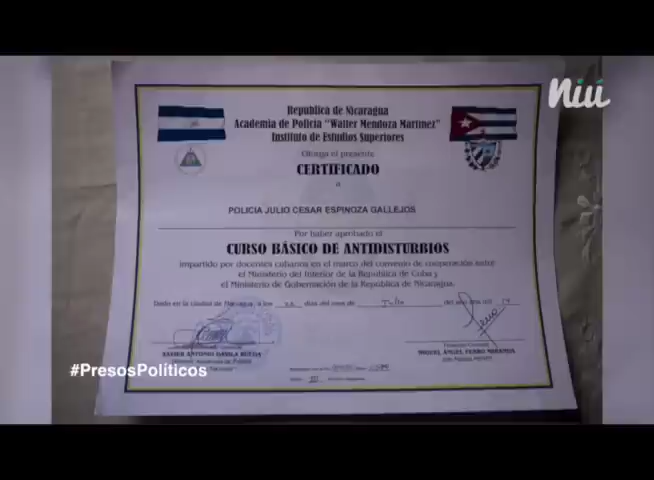 Niú
República de Nicaragua
Academia de Policía "Walter Mendoza Martínez"
Instituto de Estudios Superiores
Otorga el presente
CERTIFICADO
a
POLICIA JULIO CESAR ESPINOZA GALLEJOS
Por haber aprobado el
CURSO BÁSICO DE ANTIDISTURBIOS
impartido por docentes cubanos en el marco del convenio de cooperación entre
el Ministerio del Interior de la República de Cuba y
el Ministerio de Gobernación de la República de Nicaragua.
Dado en la ciudad de Managua, a los días del mes de Julio del año
XAVIER ANTONIO DAVILA RUEDA
MIGUEL ÁNGEL FERRO MIRANDA
#PresosPolíticos